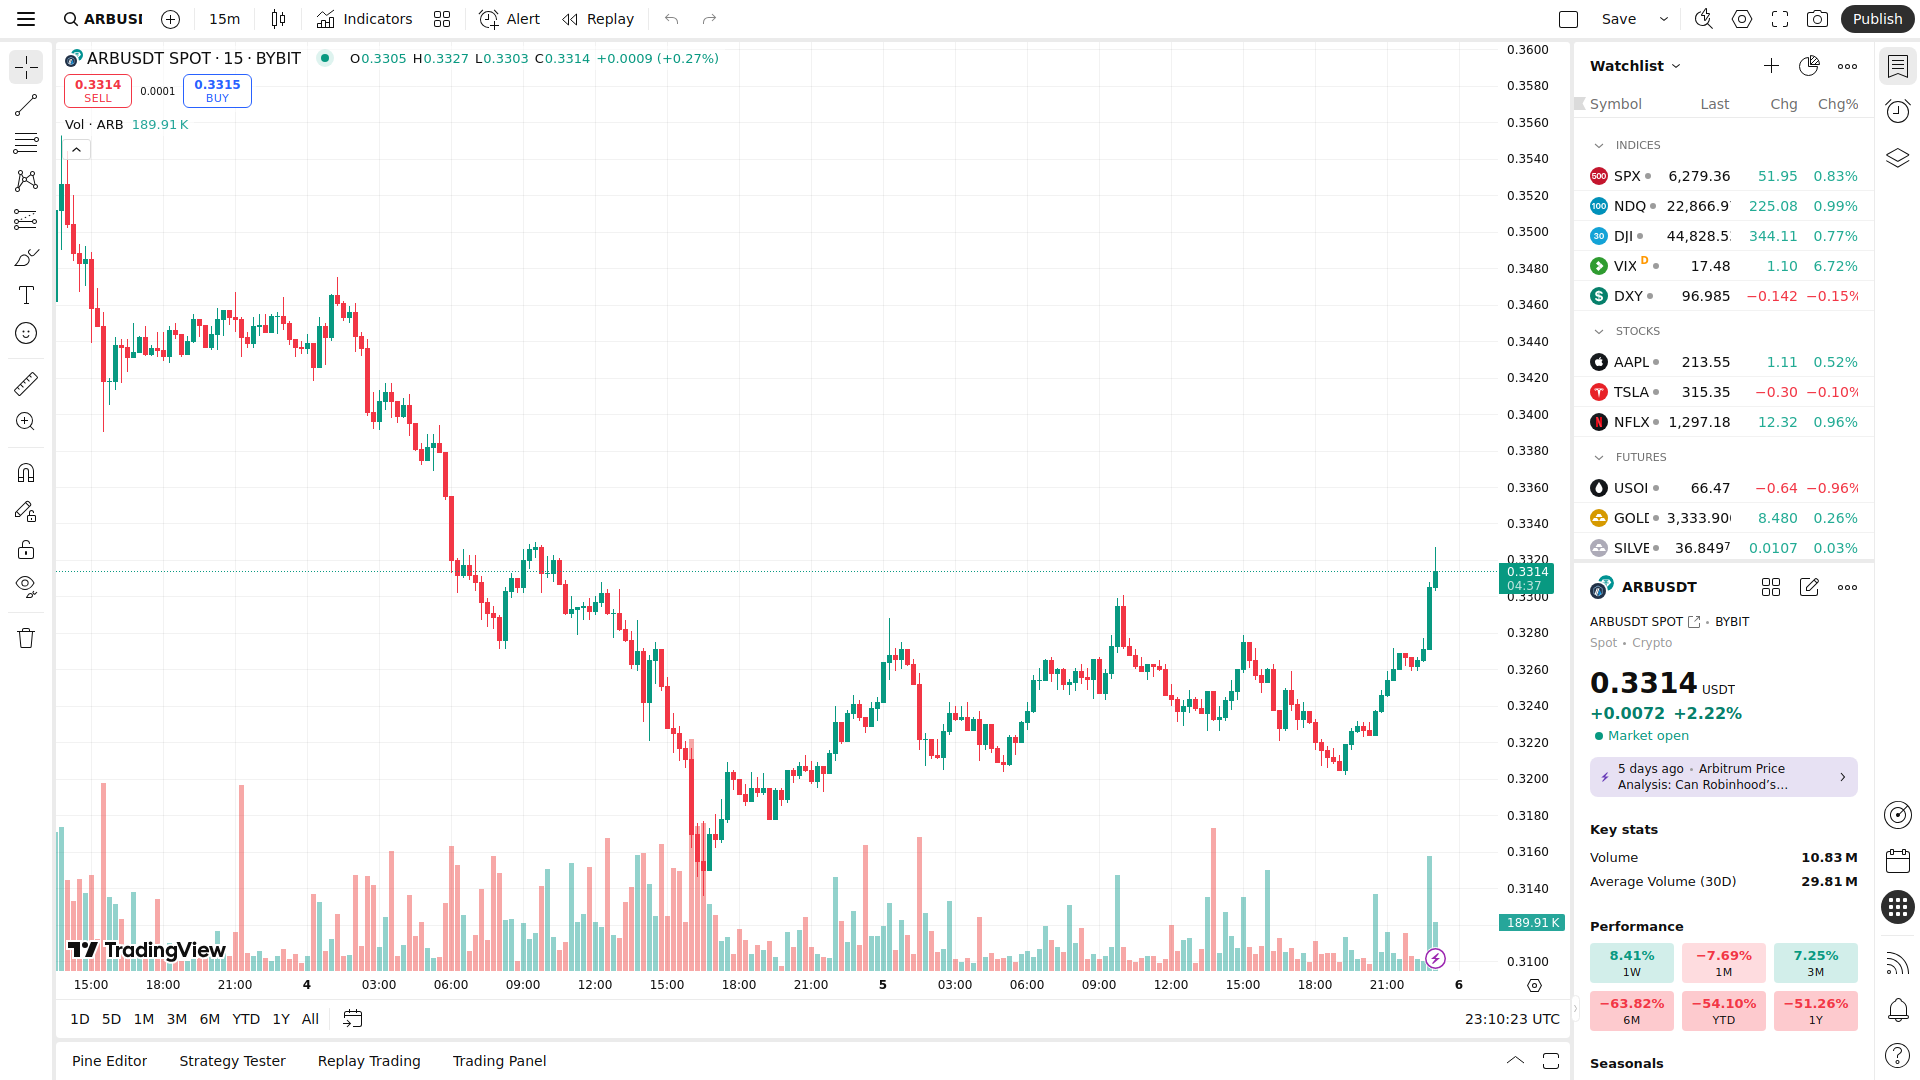 ARBUSI
15m
Indicators
Alert
Replay
Save
Publish
ARBUSDT SPOT · 15 · BYBIT
O0.3305 H0.3327 L0.3303 C0.3314 +0.0009 (+0.27%)
0.3314
SELL
0.0001
0.3315
BUY
Vol · ARB 189.91 K
0.3600
0.3580
0.3560
0.3540
0.3520
0.3500
0.3480
0.3460
0.3440
0.3420
0.3400
0.3380
0.3360
0.3340
0.3320
0.3314
04:37
0.3300
0.3280
0.3260
0.3240
0.3220
0.3200
0.3180
0.3160
0.3140
189.91 K
0.3100
TradingView
15:00 18:00 21:00 4 03:00 06:00 09:00 12:00 15:00 18:00 21:00 5 03:00 06:00 09:00 12:00 15:00 18:00 21:00 6
1D 5D 1M 3M 6M YTD 1Y All
23:10:23 UTC
Pine Editor Strategy Tester Replay Trading Trading Panel
Watchlist
Symbol Last Chg Chg%
INDICES
500 SPX 6,279.36 51.95 0.83%
100 NDQ 22,866.9 225.08 0.99%
30 DJI 44,828.5 344.11 0.77%
VIX D 17.48 1.10 6.72%
$ DXY 96.985 −0.142 −0.15%
STOCKS
AAPL 213.55 1.11 0.52%
TSLA 315.35 −0.30 −0.10%
N NFLX 1,297.18 12.32 0.96%
FUTURES
USOI 66.47 −0.64 −0.96%
GOLD 3,333.90 8.480 0.26%
SILVE 36.849⁷ 0.0107 0.03%
ARBUSDT
ARBUSDT SPOT • BYBIT
Spot • Crypto
0.3314 USDT
+0.0072 +2.22%
Market open
5 days ago • Arbitrum Price
Analysis: Can Robinhood’s…
Key stats
Volume 10.83 M
Average Volume (30D) 29.81 M
Performance
8.41% −7.69% 7.25%
1W 1M 3M
−63.82% −54.10% −51.26%
6M YTD 1Y
Seasonals